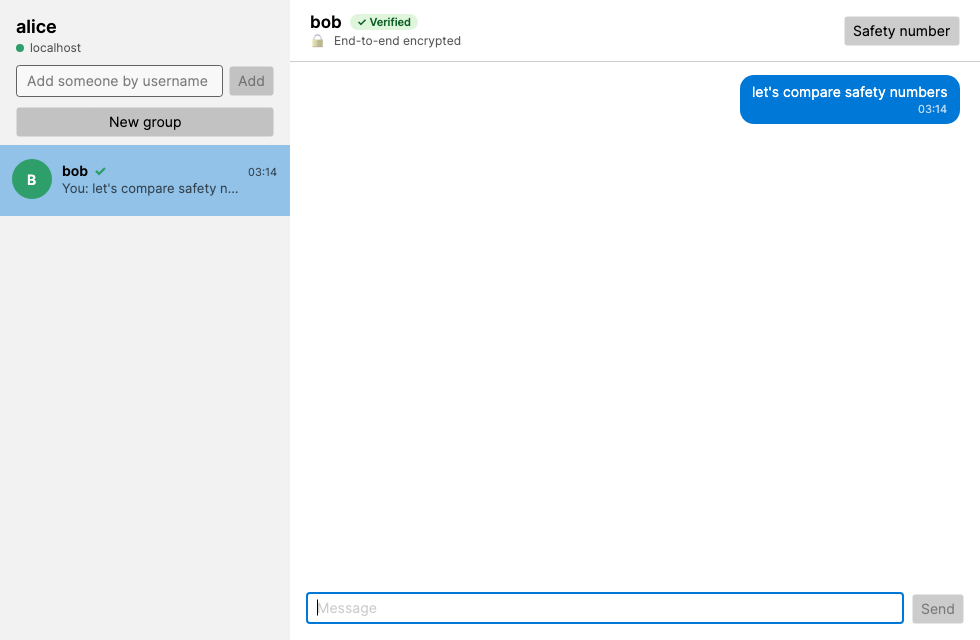 alice
localhost
Add someone by username
Add
New group
B
bob
03:14
You: let's compare safety n...
bob
Verified
End-to-end encrypted
Safety number
let's compare safety numbers
03:14
Message
Send